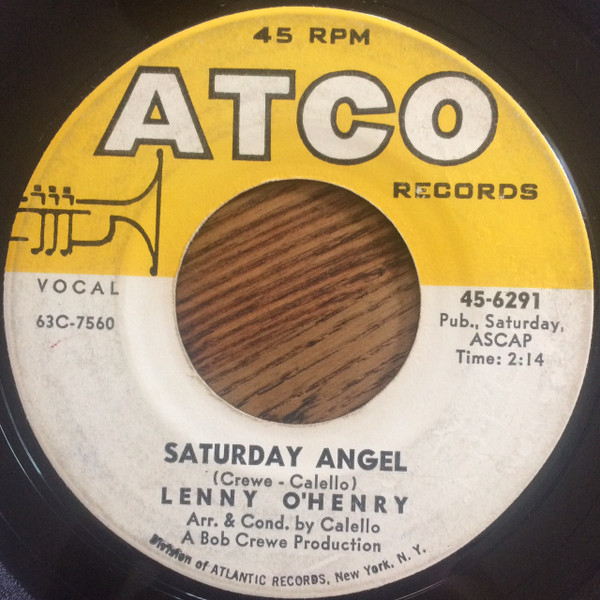 45 RPM
ATCO
RECORDS
VOCAL
63C-7560
45-6291
Pub., Saturday,
ASCAP
Time: 2:14
SATURDAY ANGEL
(Crewe - Calello)
LENNY O'HENRY
Arr. & Cond. by Calello
A Bob Crewe Production
Division of ATLANTIC RECORDS, New York, N. Y.